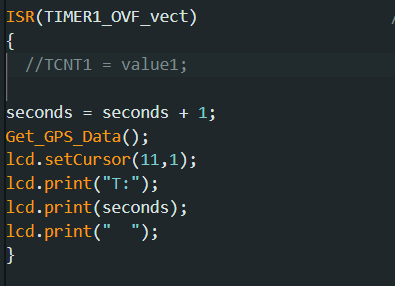 ISR(TIMER1_OVF_vect)
{
//TCNT1 = value1;
seconds = seconds + 1;
Get_GPS_Data();
lcd.setCursor(11,1);
lcd.print("T:");
lcd.print(seconds);
lcd.print("  ");
}